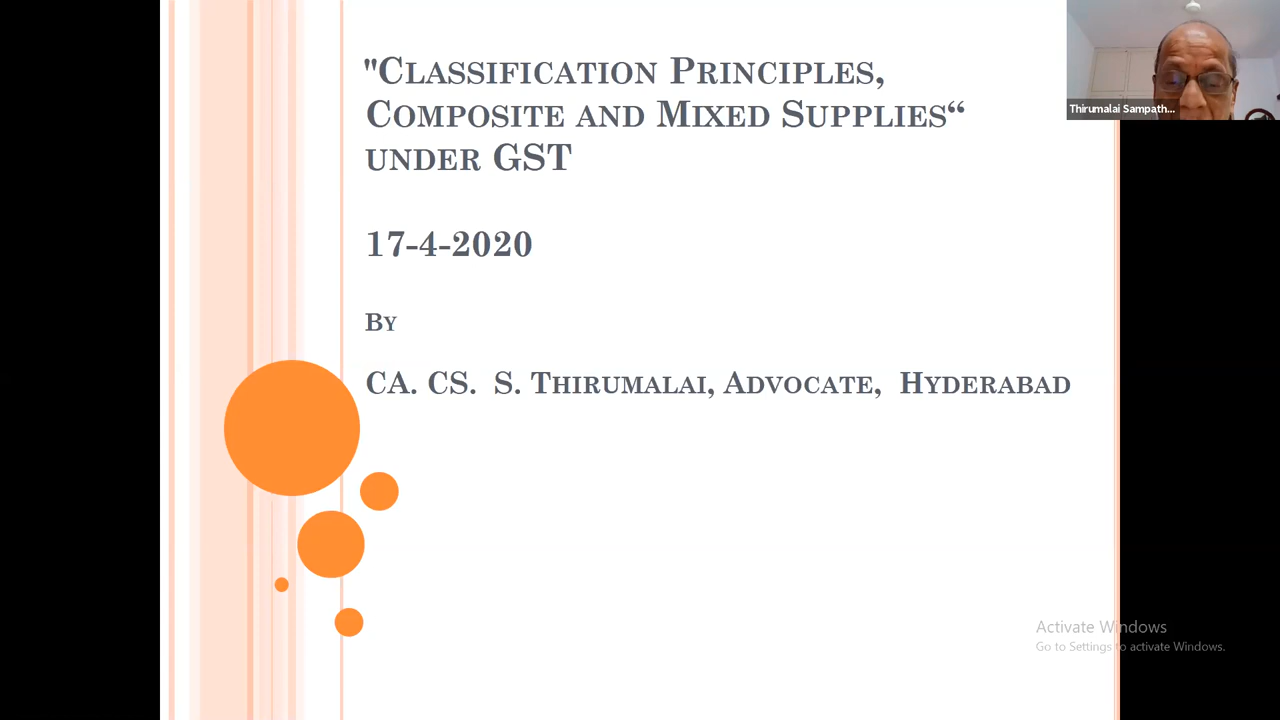 "Classification Principles,
Composite and Mixed Supplies“
under GST
17-4-2020
By
CA. CS. S. Thirumalai, Advocate, Hyderabad
Thirumalai Sampath...
Activate Windows
Go to Settings to activate Windows.